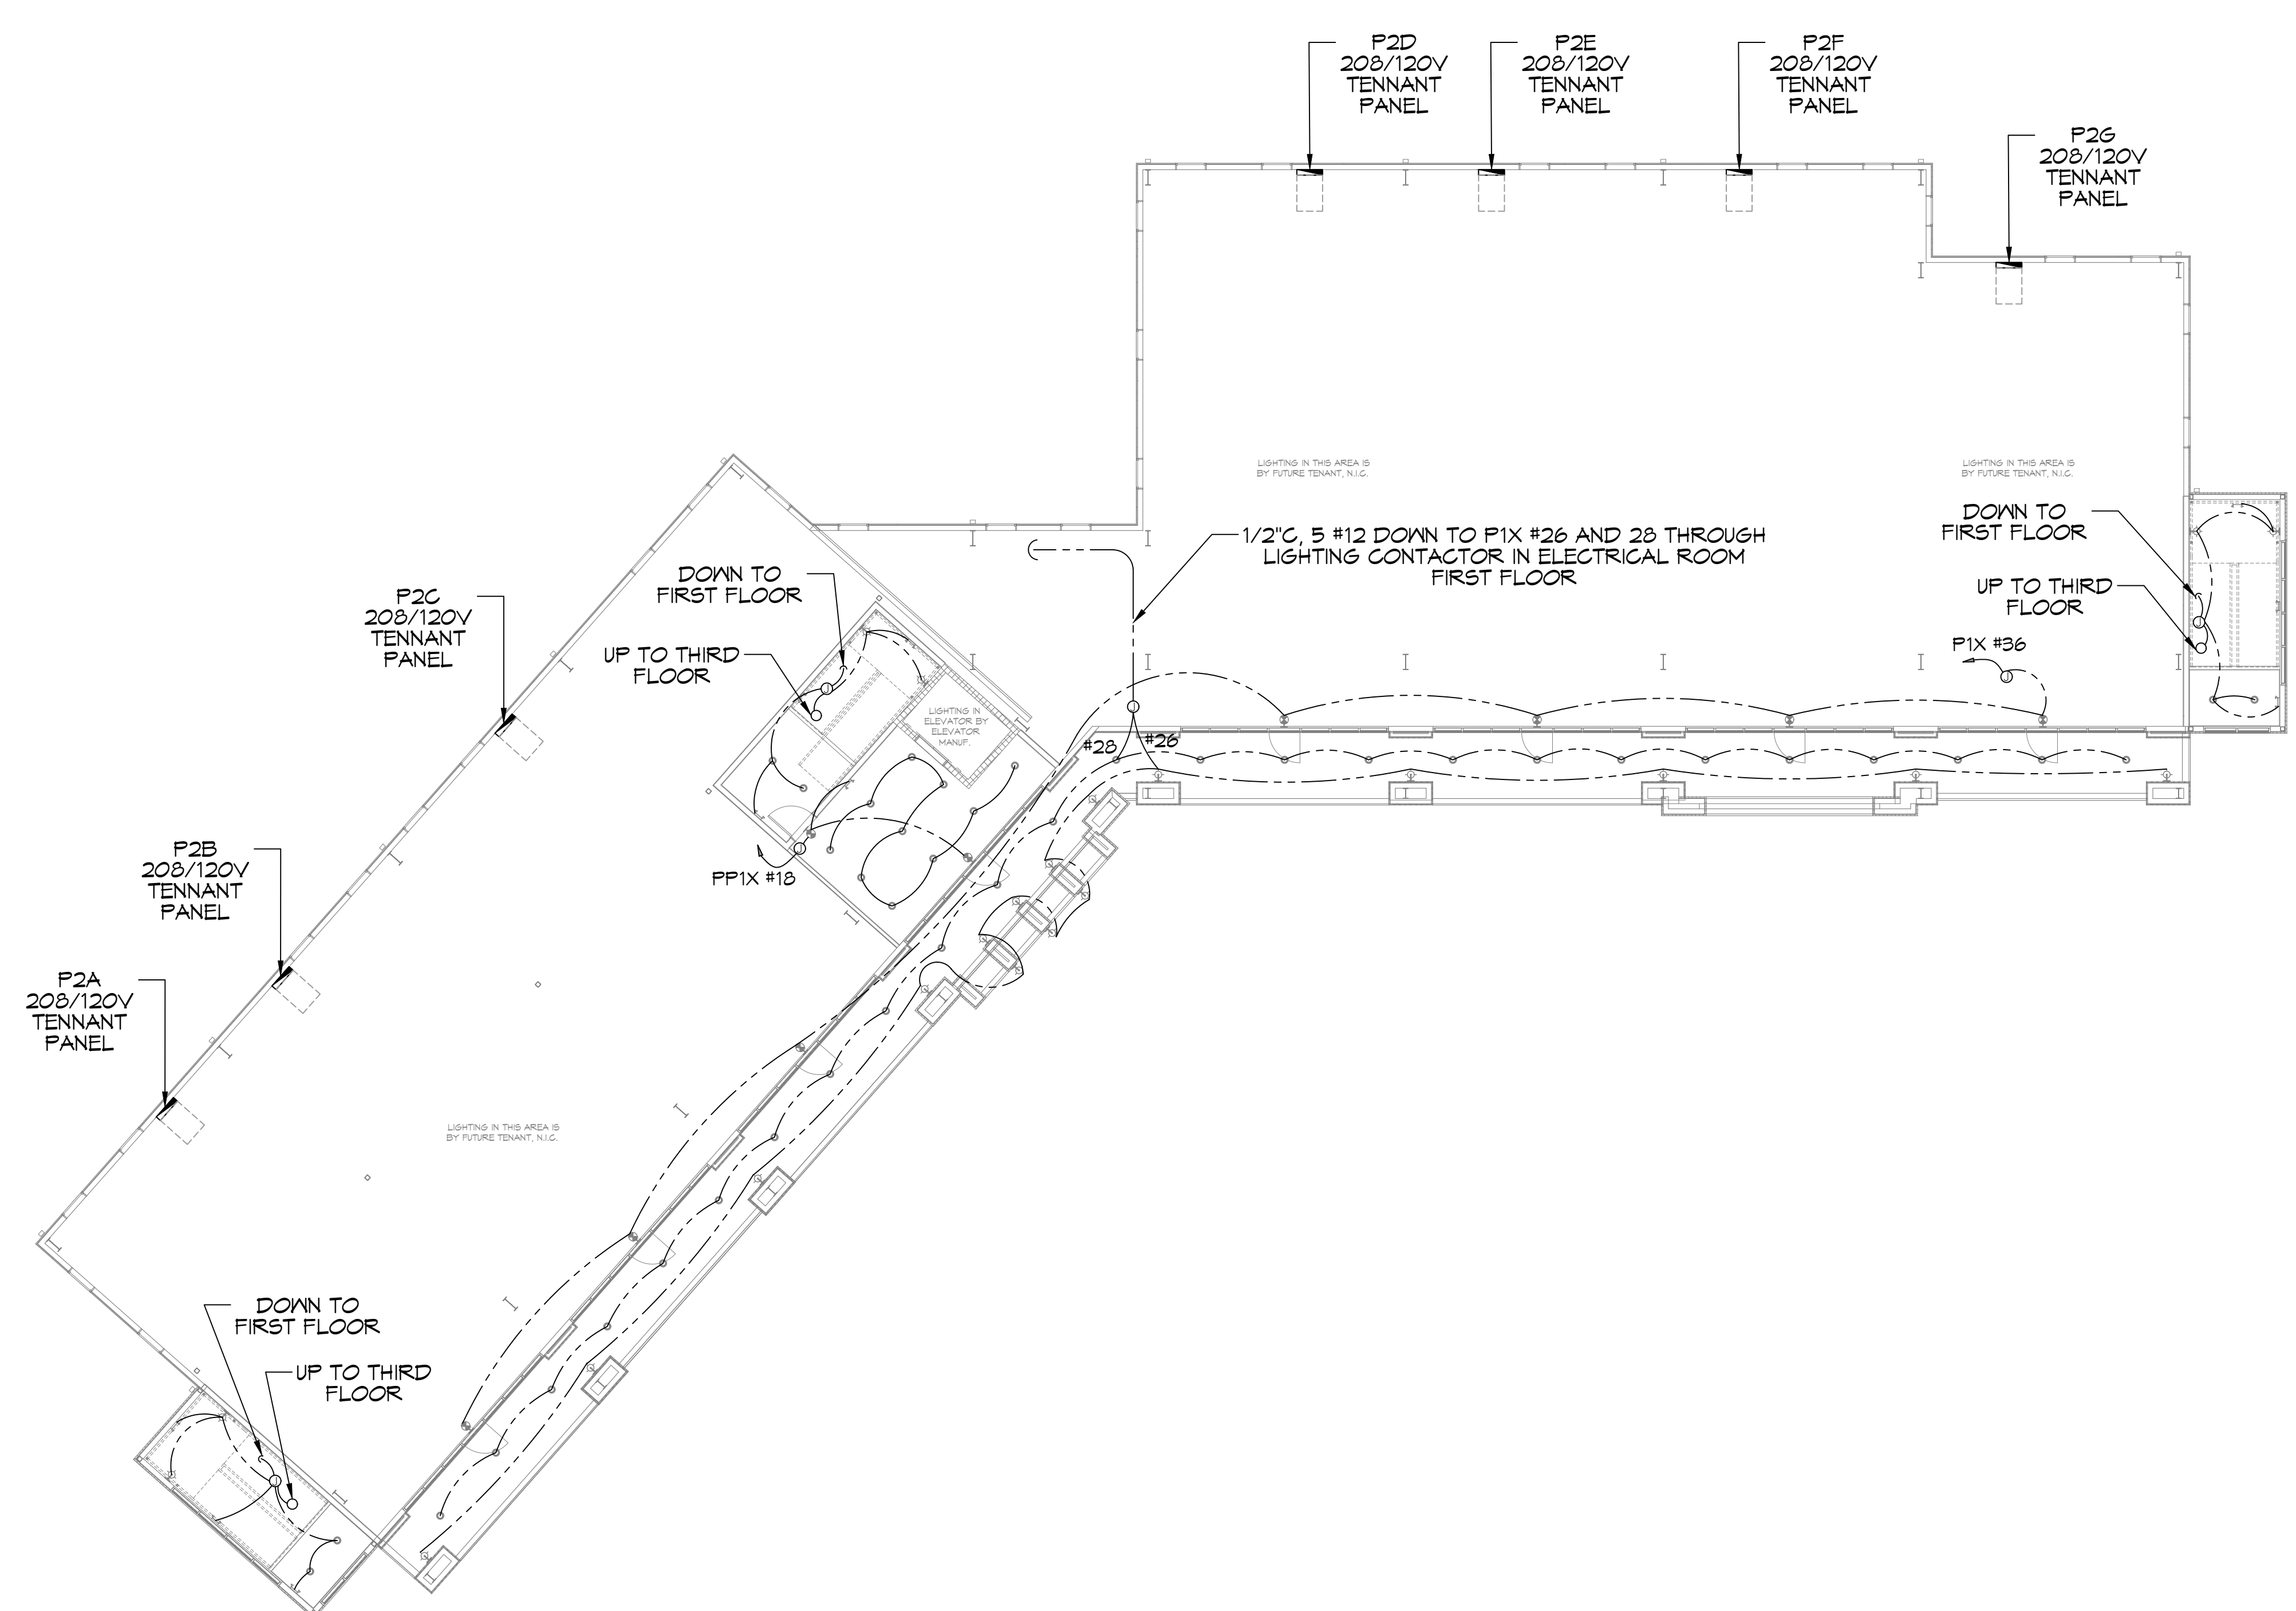 P2D
208/120V
TENNANT
PANEL
P2E
208/120V
TENNANT
PANEL
P2F
208/120V
TENNANT
PANEL
P2G
208/120V
TENNANT
PANEL
LIGHTING IN THIS AREA IS
BY FUTURE TENANT, N.I.C.
LIGHTING IN THIS AREA IS
BY FUTURE TENANT, N.I.C.
DOWN TO
FIRST FLOOR
UP TO THIRD
FLOOR
1/2"C, 5 #12 DOWN TO P1X #26 AND 28 THROUGH
LIGHTING CONTACTOR IN ELECTRICAL ROOM
FIRST FLOOR
P1X #36
J
J
DOWN TO
FIRST FLOOR
UP TO THIRD
FLOOR
J
P2C
208/120V
TENNANT
PANEL
LIGHTING IN
ELEVATOR BY
ELEVATOR
MANUF.
J
#28
#26
J
PP1X #18
P2B
208/120V
TENNANT
PANEL
P2A
208/120V
TENNANT
PANEL
LIGHTING IN THIS AREA IS
BY FUTURE TENANT, N.I.C.
DOWN TO
FIRST FLOOR
UP TO THIRD
FLOOR
J